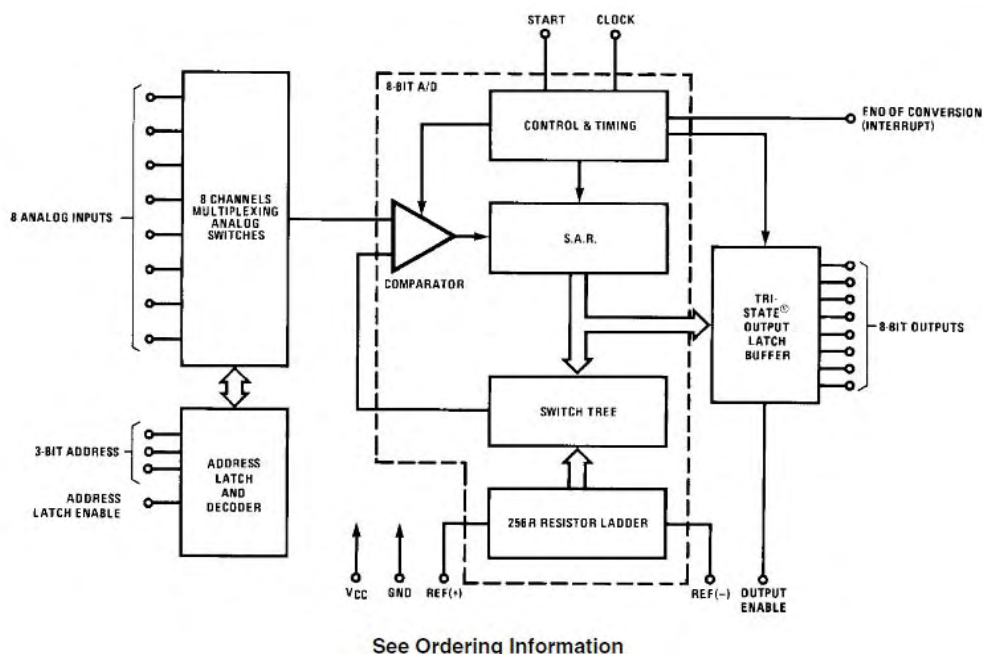 START
CLOCK
8-BIT A/D
CONTROL & TIMING
END OF CONVERSION
(INTERRUPT)
8 ANALOG INPUTS
8 CHANNELS
MULTIPLEXING
ANALOG
SWITCHES
S.A.R.
COMPARATOR
TRI-
STATE®
OUTPUT
LATCH
BUFFER
8-BIT OUTPUTS
SWITCH TREE
3-BIT ADDRESS
ADDRESS
LATCH ENABLE
ADDRESS
LATCH
AND
DECODER
256R RESISTOR LADDER
VCC
GND
REF(+)
REF(−)
OUTPUT
ENABLE
See Ordering Information